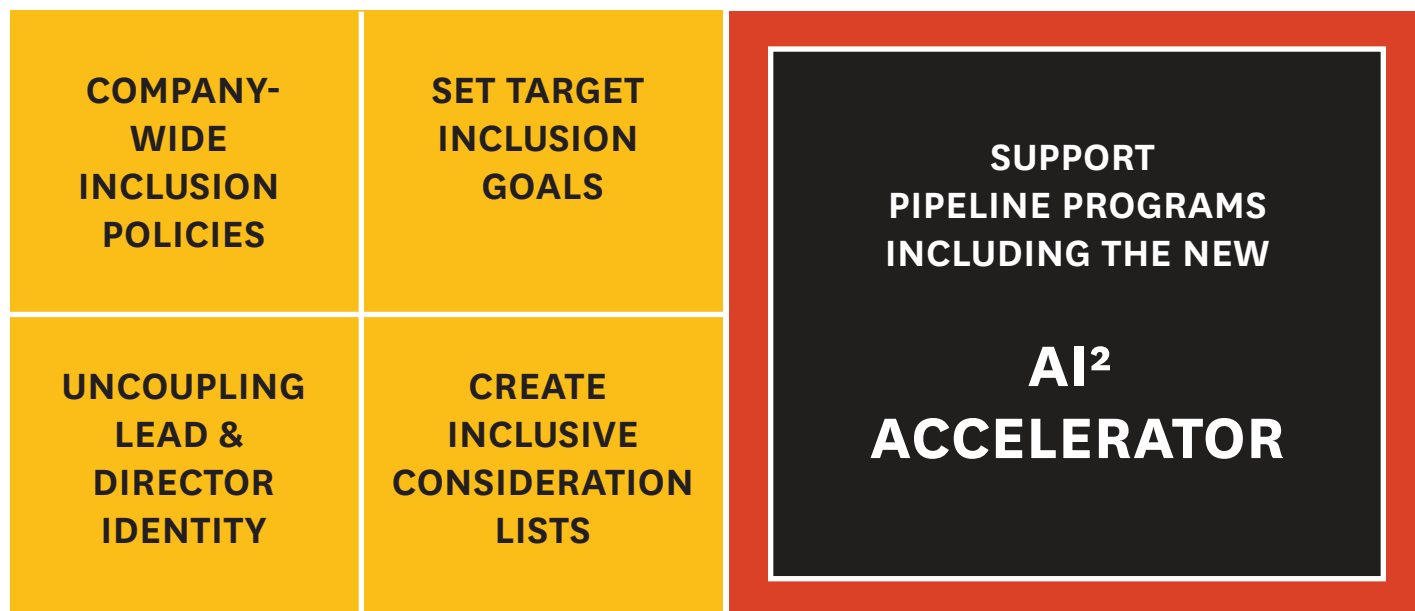 COMPANY-
WIDE
INCLUSION
POLICIES
SET TARGET
INCLUSION
GOALS
UNCOUPLING
LEAD &
DIRECTOR
IDENTITY
CREATE
INCLUSIVE
CONSIDERATION
LISTS
SUPPORT
PIPELINE PROGRAMS
INCLUDING THE NEW
AI²
ACCELERATOR